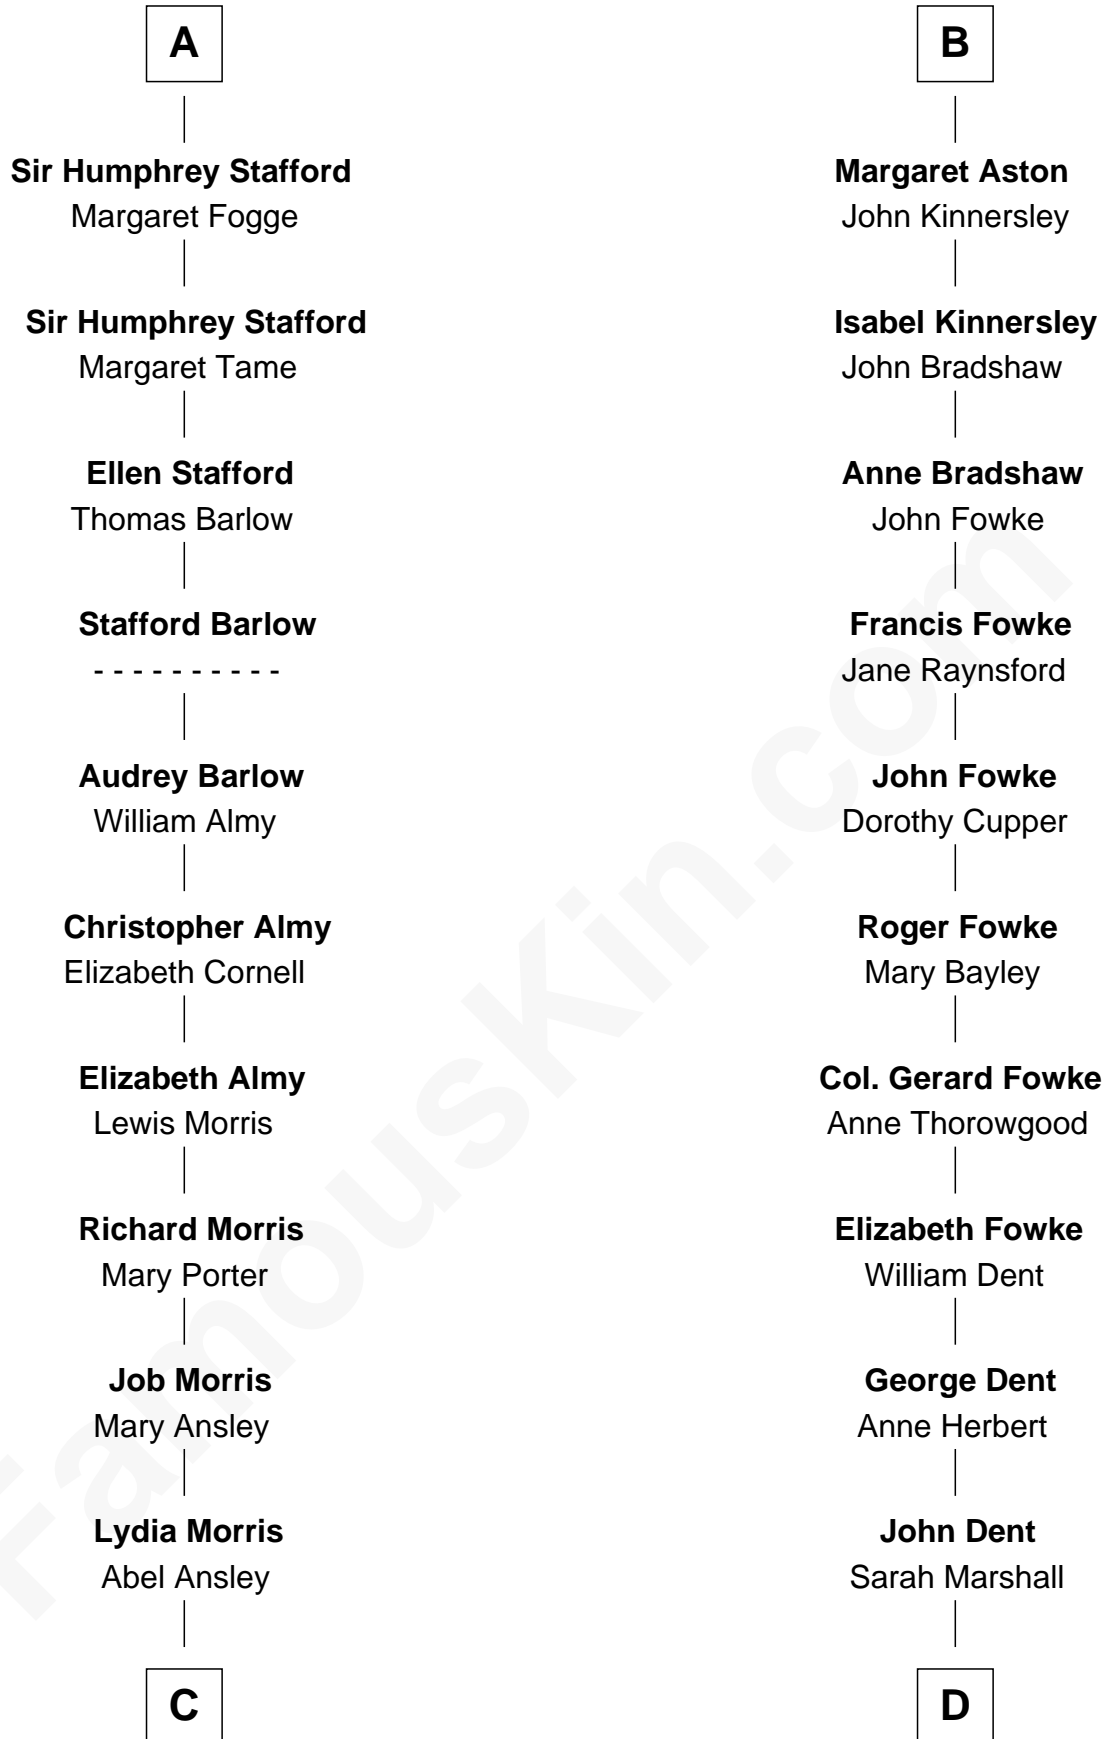 A
Sir Humphrey Stafford
Margaret Fogge
Sir Humphrey Stafford
Margaret Tame
Ellen Stafford
Thomas Barlow
Stafford Barlow
- - - - - - - - - -
Audrey Barlow
William Almy
Christopher Almy
Elizabeth Cornell
Elizabeth Almy
Lewis Morris
Richard Morris
Mary Porter
Job Morris
Mary Ansley
Lydia Morris
Abel Ansley
C
B
Margaret Aston
John Kinnersley
Isabel Kinnersley
John Bradshaw
Anne Bradshaw
John Fowke
Francis Fowke
Jane Raynsford
John Fowke
Dorothy Cupper
Roger Fowke
Mary Bayley
Col. Gerard Fowke
Anne Thorowgood
Elizabeth Fowke
William Dent
George Dent
Anne Herbert
John Dent
Sarah Marshall
D
FamousKin.com